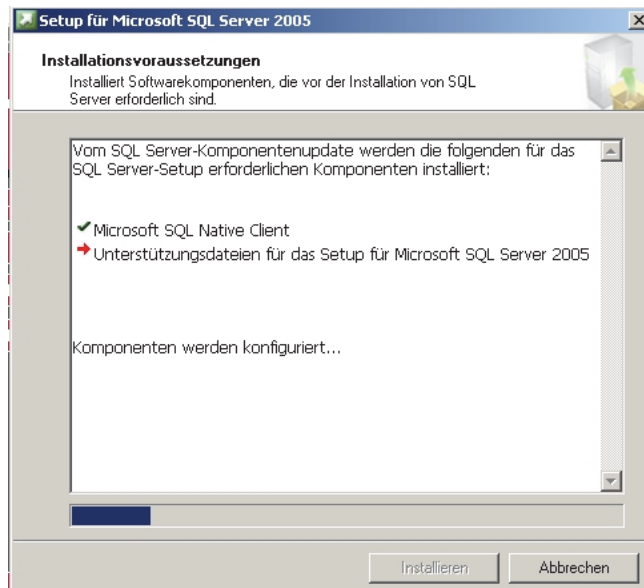 Setup für Microsoft SQL Server 2005
Installationsvoraussetzungen
Installiert Softwarekomponenten, die vor der Installation von SQL
Server erforderlich sind.
Vom SQL Server-Komponentenupdate werden die folgenden für das
SQL Server-Setup erforderlichen Komponenten installiert:
Microsoft SQL Native Client
Unterstützungsdateien für das Setup für Microsoft SQL Server 2005
Komponenten werden konfiguriert...
Installieren
Abbrechen